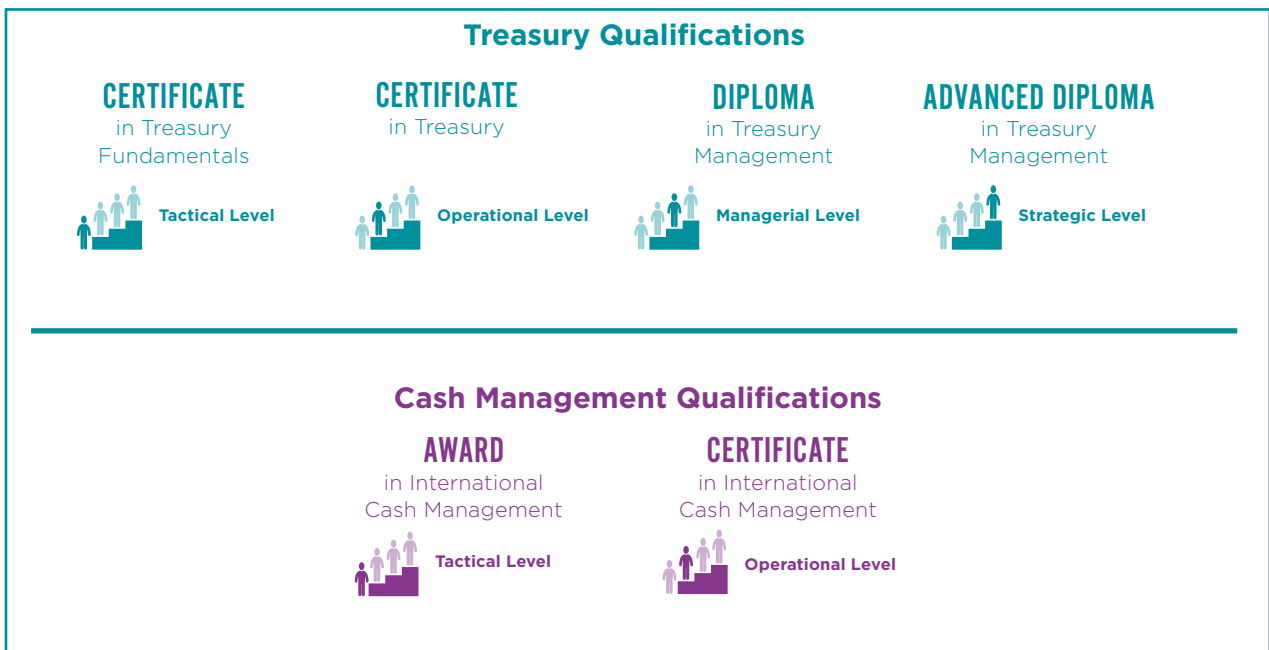 Treasury Qualifications
CERTIFICATE
in Treasury
Fundamentals
Tactical Level
CERTIFICATE
in Treasury
Operational Level
DIPLOMA
in Treasury
Management
Managerial Level
ADVANCED DIPLOMA
in Treasury
Management
Strategic Level
Cash Management Qualifications
AWARD
in International
Cash Management
Tactical Level
CERTIFICATE
in International
Cash Management
Operational Level